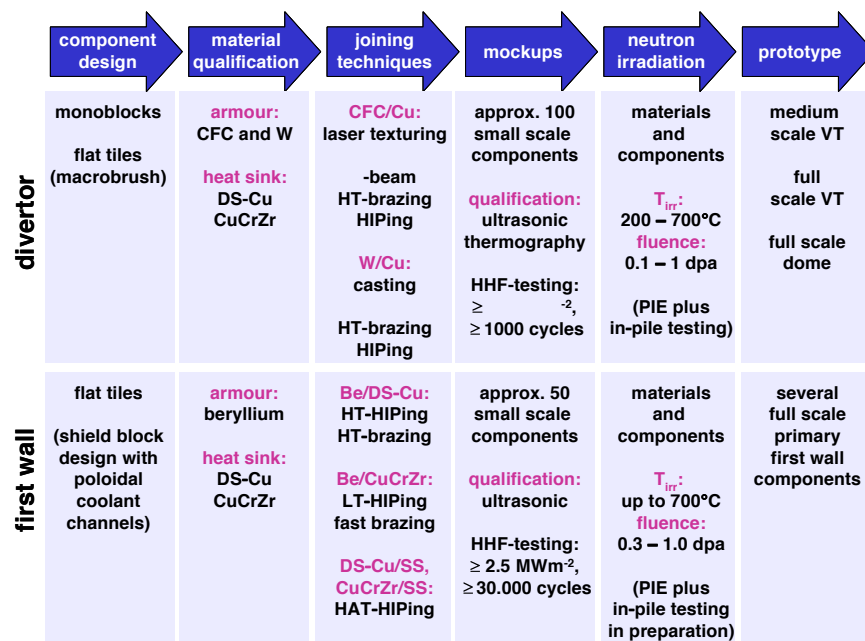 component
design
material
qualification
joining
techniques
mockups
neutron
irradiation
prototype
divertor
monoblocks
flat tiles
(macrobrush)
armour:
CFC and W
heat sink:
DS-Cu
CuCrZr
CFC/Cu:
laser texturing
-beam
HT-brazing
HIPing
W/Cu:
casting
HT-brazing
HIPing
approx. 100
small scale
components
qualification:
ultrasonic
thermography
HHF-testing:
≥ -2,
≥ 1000 cycles
materials
and
components
Tirr:
200 – 700°C
fluence:
0.1 – 1 dpa
(PIE plus
in-pile testing)
medium
scale VT
full
scale VT
full scale
dome
first wall
flat tiles
(shield block
design with
poloidal
coolant
channels)
armour:
beryllium
heat sink:
DS-Cu
CuCrZr
Be/DS-Cu:
HT-HIPing
HT-brazing
Be/CuCrZr:
LT-HIPing
fast brazing
DS-Cu/SS,
CuCrZr/SS:
HAT-HIPing
approx. 50
small scale
components
qualification:
ultrasonic
HHF-testing:
≥ 2.5 MWm-2,
≥ 30.000 cycles
materials
and
components
Tirr:
up to 700°C
fluence:
0.3 – 1.0 dpa
(PIE plus
in-pile testing
in preparation)
several
full scale
primary
first wall
components